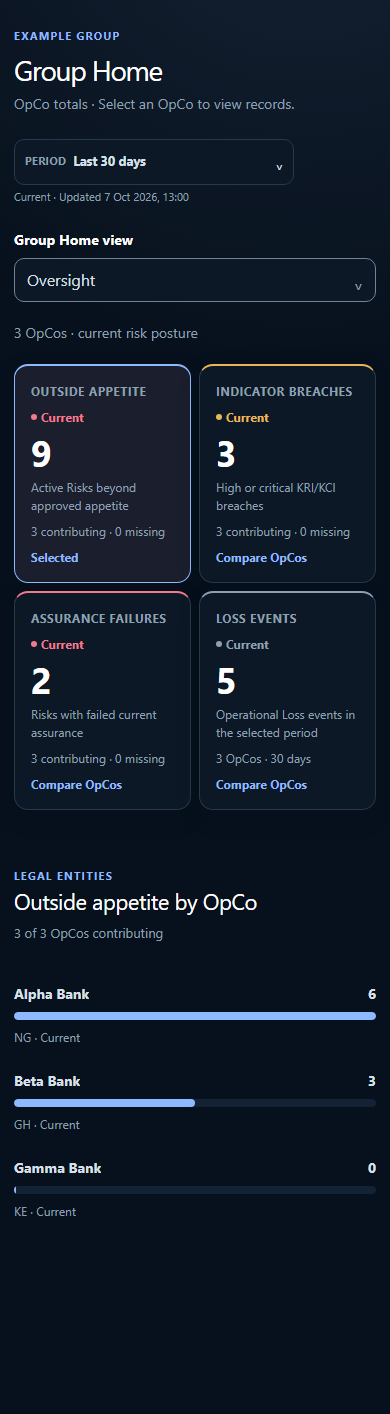 EXAMPLE GROUP
Group Home
OpCo totals · Select an OpCo to view records.
PERIOD Last 30 days
Current · Updated 7 Oct 2026, 13:00
Group Home view
Oversight
3 OpCos · current risk posture
OUTSIDE APPETITE
Current
9
Active Risks beyond
approved appetite
3 contributing · 0 missing
Selected
INDICATOR BREACHES
Current
3
High or critical KRI/KCI
breaches
3 contributing · 0 missing
Compare OpCos
ASSURANCE FAILURES
Current
2
Risks with failed current
assurance
3 contributing · 0 missing
Compare OpCos
LOSS EVENTS
Current
5
Operational Loss events in
the selected period
3 OpCos · 30 days
Compare OpCos
LEGAL ENTITIES
Outside appetite by OpCo
3 of 3 OpCos contributing
Alpha Bank 6
NG · Current
Beta Bank 3
GH · Current
Gamma Bank 0
KE · Current